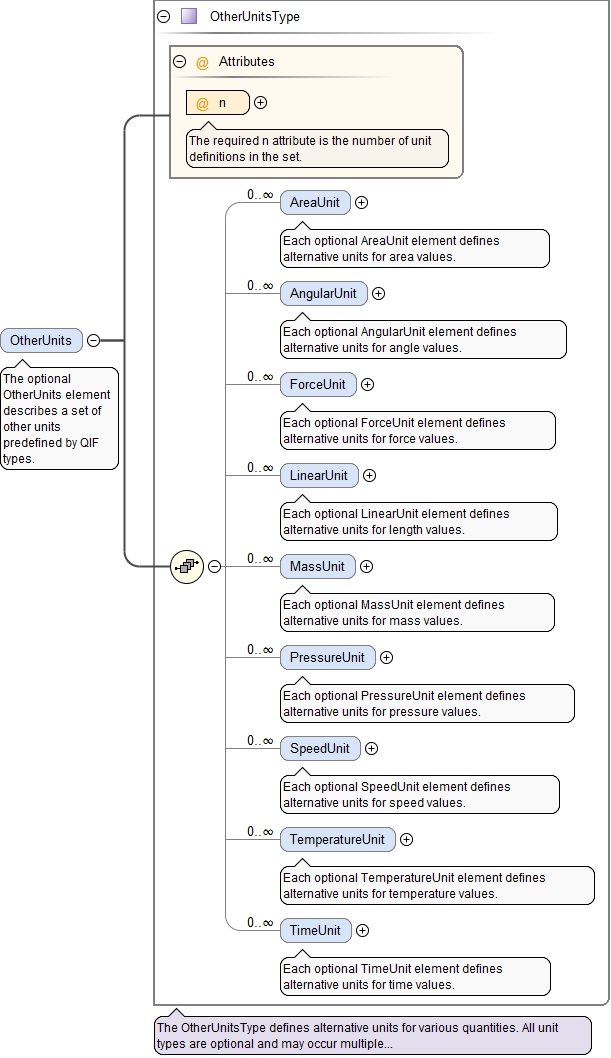 OtherUnitsType
@ Attributes
@ n
The required n attribute is the number of unit
definitions in the set.
0..∞
AreaUnit
Each optional AreaUnit element defines
alternative units for area values.
0..∞
AngularUnit
Each optional AngularUnit element defines
alternative units for angle values.
OtherUnits
The optional
OtherUnits element
describes a set of
other units
predefined by QIF
types.
0..∞
ForceUnit
Each optional ForceUnit element defines
alternative units for force values.
0..∞
LinearUnit
Each optional LinearUnit element defines
alternative units for length values.
0..∞
MassUnit
Each optional MassUnit element defines
alternative units for mass values.
0..∞
PressureUnit
Each optional PressureUnit element defines
alternative units for pressure values.
0..∞
SpeedUnit
Each optional SpeedUnit element defines
alternative units for speed values.
0..∞
TemperatureUnit
Each optional TemperatureUnit element defines
alternative units for temperature values.
0..∞
TimeUnit
Each optional TimeUnit element defines
alternative units for time values.
The OtherUnitsType defines alternative units for various quantities. All unit
types are optional and may occur multiple...